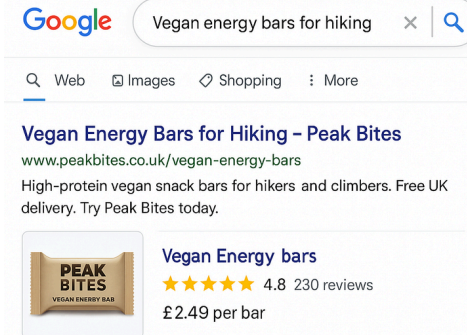 Google
Vegan energy bars for hiking
Web Images Shopping More
Vegan Energy Bars for Hiking – Peak Bites
www.peakbites.co.uk/vegan-energy-bars
High-protein vegan snack bars for hikers and climbers. Free UK
delivery. Try Peak Bites today.
PEAK
BITES
VEGAN ENERBY BAB
Vegan Energy bars
4.8 230 reviews
£2.49 per bar